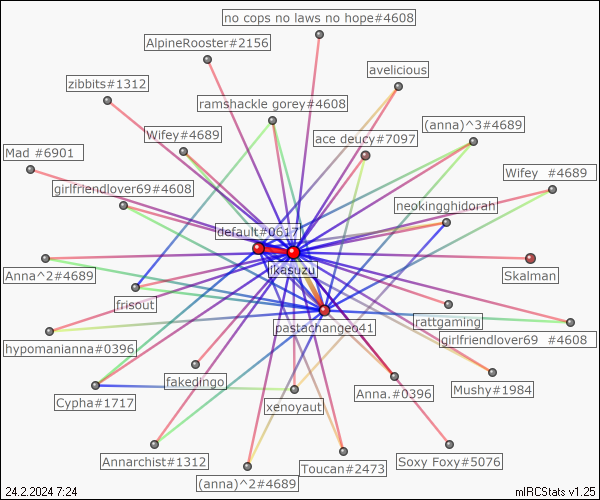 no cops no laws no hope#4608
AlpineRooster#2156
avelicious
zibbits#1312
ramshackle gorey#4608
(anna)^3#4689
Wifey#4689
ace deucy#7097
Mad #6901
Wifey #4689
girlfriendlover69#4608
neokingghidorah
!default#0617
ikasuzu
Anna^2#4689
Skalman
frisout
pastachangeo41
rattgaming
girlfriendlover69 #4608
hypomanianna#0396
fakedingo
Mushy#1984
Anna.#0396
Cypha#1717
xenoyaut
Annarchist#1312
Soxy Foxy#5076
Toucan#2473
(anna)^2#4689
24.2.2024 7:24
mIRCStats v1.25